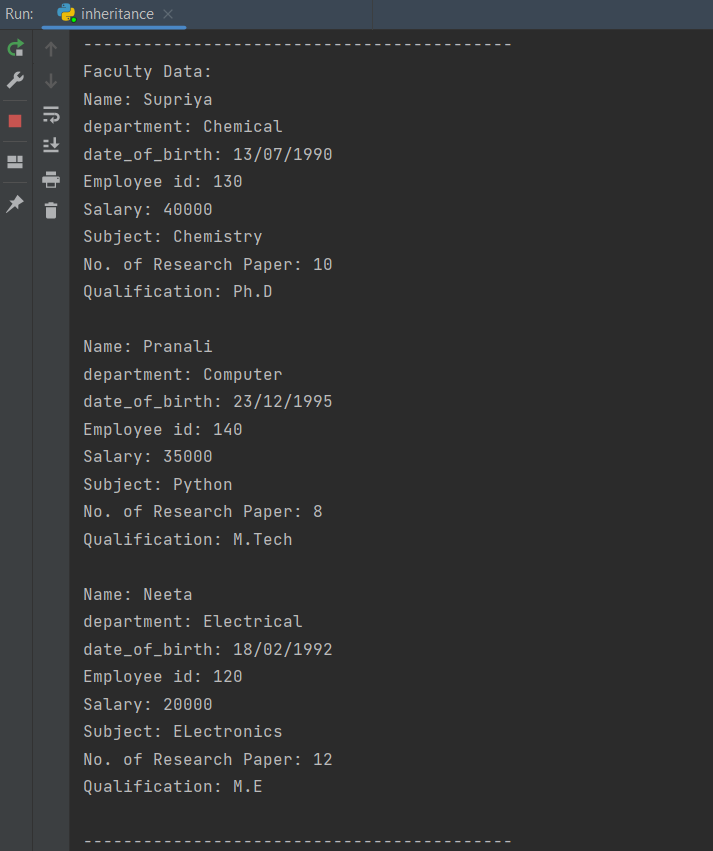 Run: inheritance
-------------------------------------------
Faculty Data:
Name: Supriya
department: Chemical
date_of_birth: 13/07/1990
Employee id: 130
Salary: 40000
Subject: Chemistry
No. of Research Paper: 10
Qualification: Ph.D
Name: Pranali
department: Computer
date_of_birth: 23/12/1995
Employee id: 140
Salary: 35000
Subject: Python
No. of Research Paper: 8
Qualification: M.Tech
Name: Neeta
department: Electrical
date_of_birth: 18/02/1992
Employee id: 120
Salary: 20000
Subject: ELectronics
No. of Research Paper: 12
Qualification: M.E
-------------------------------------------